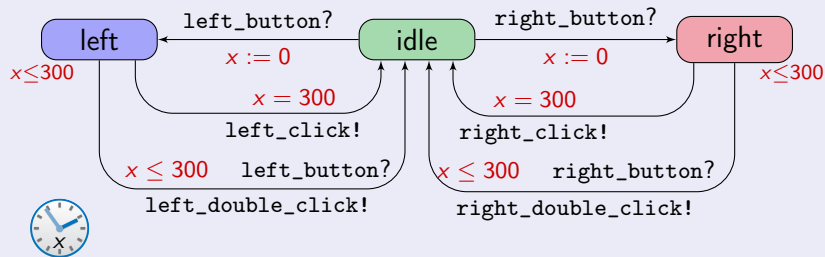 left_button?
right_button?
left
idle
right
x≤300
x := 0
x := 0
x≤300
x = 300
x = 300
left_click!
right_click!
x ≤ 300
left_button?
x ≤ 300
right_button?
left_double_click!
right_double_click!
x